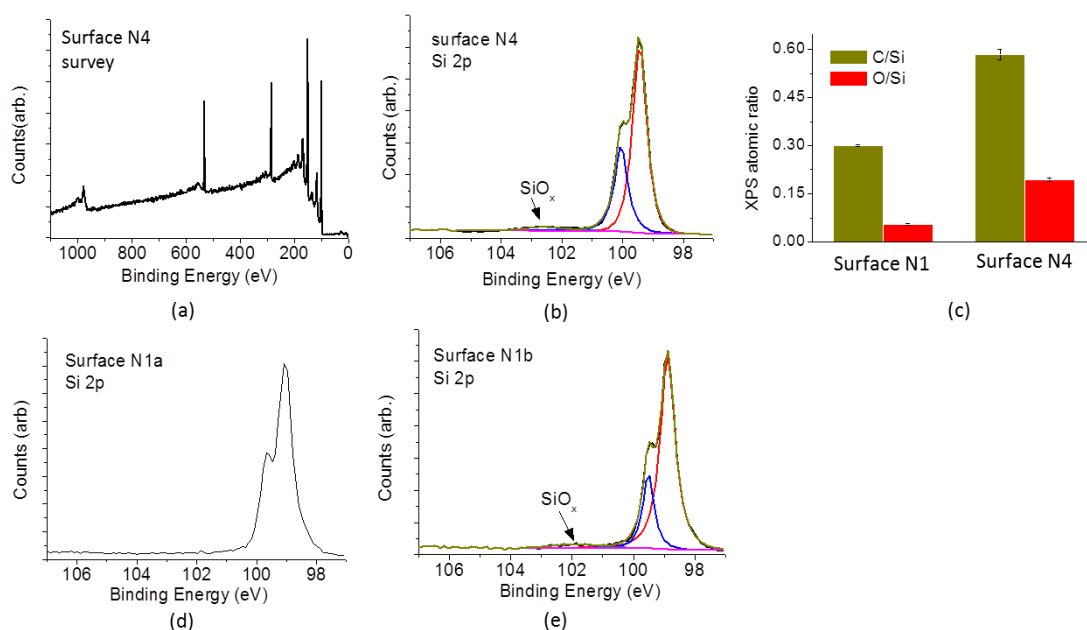 Surface N4
survey
Counts(arb.)
1000 800 600 400 200 0
Binding Energy (eV)
(a)
surface N4
Si 2p
Counts (arb.)
SiOx
106 104 102 100 98
Binding Energy (eV)
(b)
XPS atomic ratio
0.60
0.45
0.30
0.15
0.00
C/Si
O/Si
Surface N1 Surface N4
(c)
Surface N1a
Si 2p
Counts (arb)
106 104 102 100 98
Binding Energy (eV)
(d)
Surface N1b
Si 2p
Counts (arb.)
SiOx
106 104 102 100 98
Binding Energy (eV)
(e)